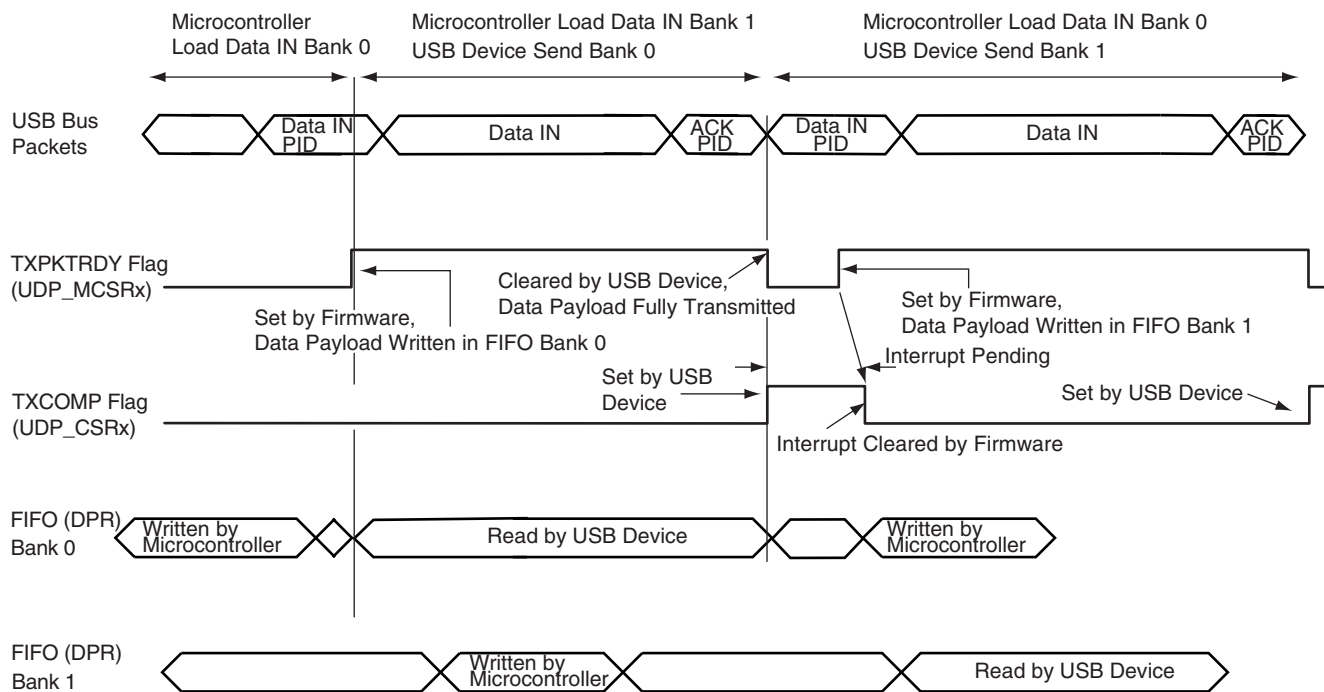 Microcontroller
Load Data IN Bank 0
Microcontroller Load Data IN Bank 1
USB Device Send Bank 0
Microcontroller Load Data IN Bank 0
USB Device Send Bank 1
USB Bus
Packets
Data IN
PID
Data IN
ACK
PID
Data IN
PID
Data IN
ACK
PID
TXPKTRDY Flag
(UDP_MCSRx)
Set by Firmware,
Data Payload Written in FIFO Bank 0
Cleared by USB Device,
Data Payload Fully Transmitted
Set by Firmware,
Data Payload Written in FIFO Bank 1
Interrupt Pending
TXCOMP Flag
(UDP_CSRx)
Set by USB
Device
Set by USB Device
Interrupt Cleared by Firmware
FIFO (DPR)
Bank 0
Written by
Microcontroller
Read by USB Device
Written by
Microcontroller
FIFO (DPR)
Bank 1
Written by
Microcontroller
Read by USB Device